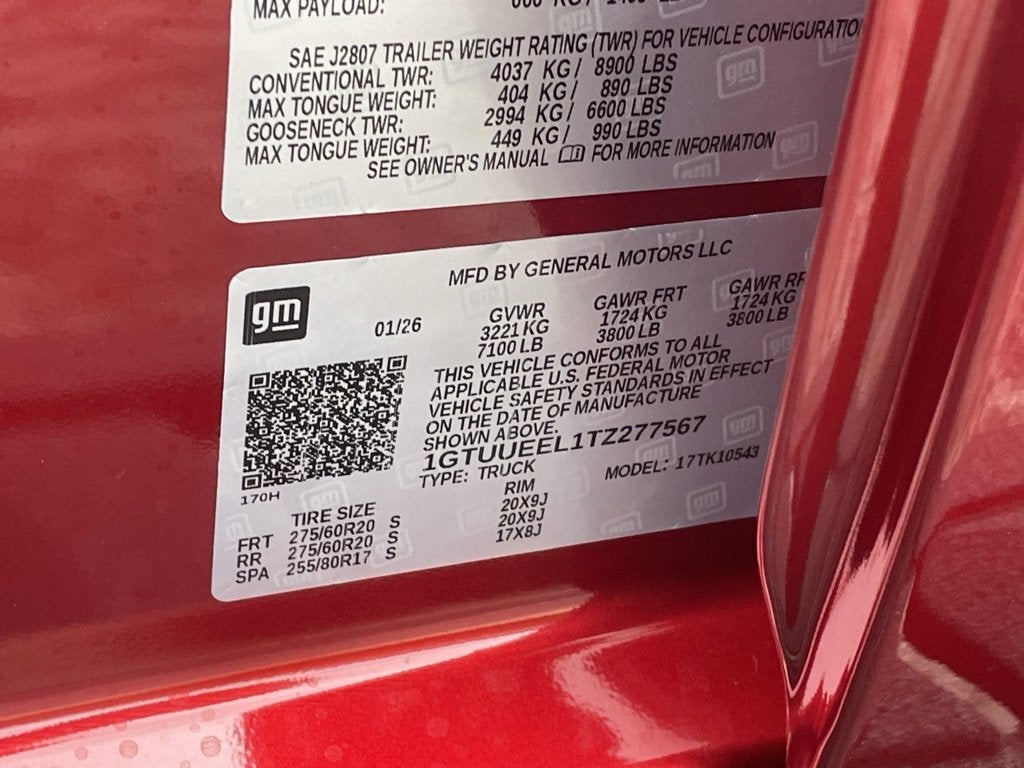 MAX PAYLOAD:
SAE J2807 TRAILER WEIGHT RATING (TWR) FOR VEHICLE CONFIGURATIO
CONVENTIONAL TWR: 4037 KG/ 8900 LBS
MAX TONGUE WEIGHT: 404 KG/ 890 LBS
GOOSENECK TWR: 2994 KG/ 6600 LBS
MAX TONGUE WEIGHT: 449 KG/ 990 LBS
SEE OWNER'S MANUAL FOR MORE INFORMATION
MFD BY GENERAL MOTORS LLC
gm
01/26
GVWR GAWR FRT GAWR RR
3221 KG 1724 KG 1724 KG
7100 LB 3800 LB 3800 LB
THIS VEHICLE CONFORMS TO ALL
APPLICABLE U.S. FEDERAL MOTOR
VEHICLE SAFETY STANDARDS IN EFFECT
ON THE DATE OF MANUFACTURE
SHOWN ABOVE.
1GTUUEEL1TZ277567
TYPE: TRUCK MODEL: 17TK10543
170H
TIRE SIZE RIM
FRT 275/60R20 S 20X9J
RR 275/60R20 S 20X9J
SPA 255/80R17 S 17X8J